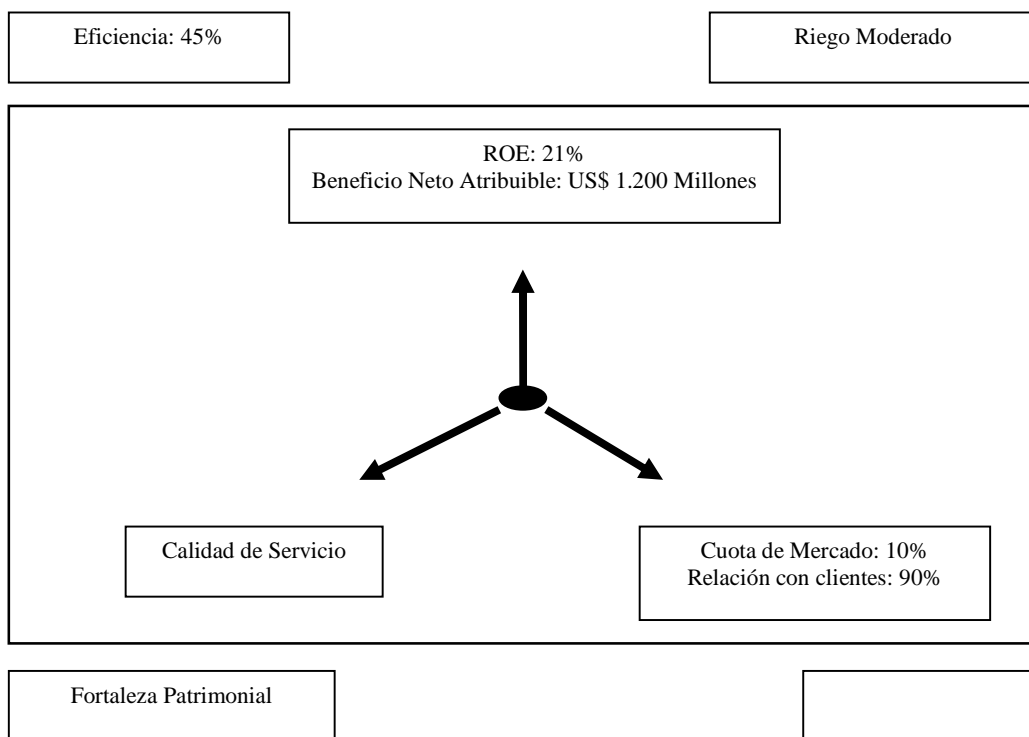 Eficiencia: 45%
Riego Moderado
ROE: 21%
Beneficio Neto Atribuible: US$ 1.200 Millones
Calidad de Servicio
Cuota de Mercado: 10%
Relación con clientes: 90%
Fortaleza Patrimonial